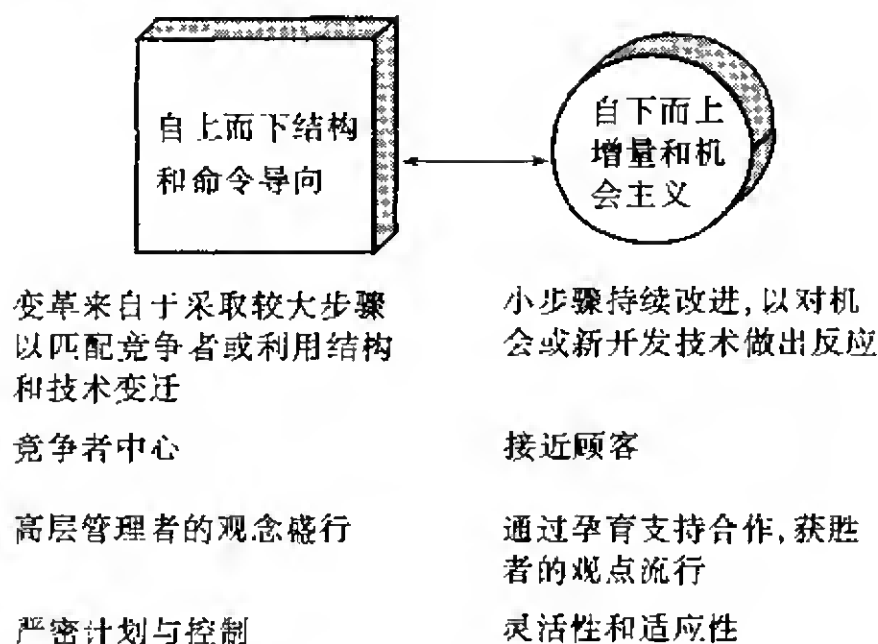 自上而下结构
和命令导向
自下而上
增量和机
会主义
变革来自于采取较大步骤
以匹配竞争者或利用结构
和技术变迁
小步骤持续改进,以对机
会或新开发技术做出反应
竞争者中心
接近顾客
高层管理者的观念盛行
通过孕育支持合作,获胜
者的观点流行
严密计划与控制
灵活性和适应性